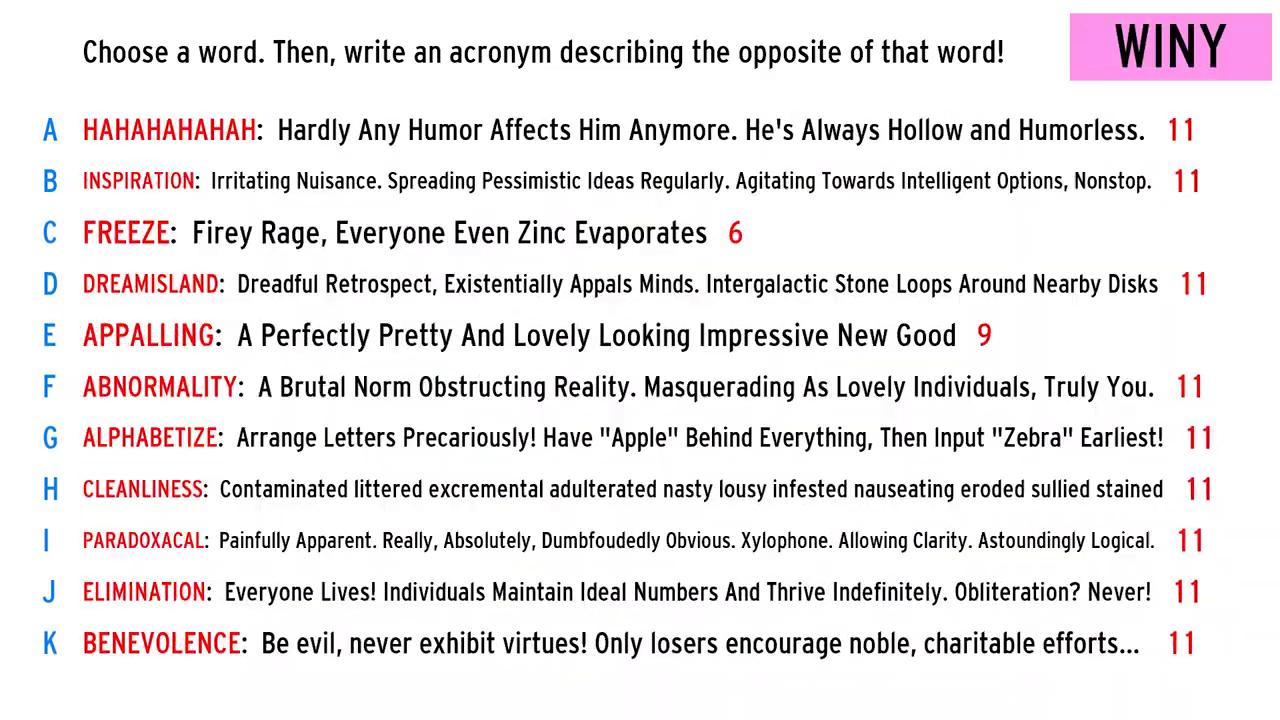 Choose a word. Then, write an acronym describing the opposite of that word! WINY
A HAHAHAHAHAH: Hardly Any Humor Affects Him Anymore. He's Always Hollow and Humorless. 11
B INSPIRATION: Irritating Nuisance. Spreading Pessimistic Ideas Regularly. Agitating Towards Intelligent Options, Nonstop. 11
C FREEZE: Firey Rage, Everyone Even Zinc Evaporates 6
D DREAMISLAND: Dreadful Retrospect, Existentially Appals Minds. Intergalactic Stone Loops Around Nearby Disks 11
E APPALLING: A Perfectly Pretty And Lovely Looking Impressive New Good 9
F ABNORMALITY: A Brutal Norm Obstructing Reality. Masquerading As Lovely Individuals, Truly You. 11
G ALPHABETIZE: Arrange Letters Precariously! Have "Apple" Behind Everything, Then Input "Zebra" Earliest! 11
H CLEANLINESS: Contaminated littered excremental adulterated nasty lousy infested nauseating eroded sullied stained 11
I PARADOXACAL: Painfully Apparent. Really, Absolutely, Dumbfoudedly Obvious. Xylophone. Allowing Clarity. Astoundingly Logical. 11
J ELIMINATION: Everyone Lives! Individuals Maintain Ideal Numbers And Thrive Indefinitely. Obliteration? Never! 11
K BENEVOLENCE: Be evil, never exhibit virtues! Only losers encourage noble, charitable efforts... 11